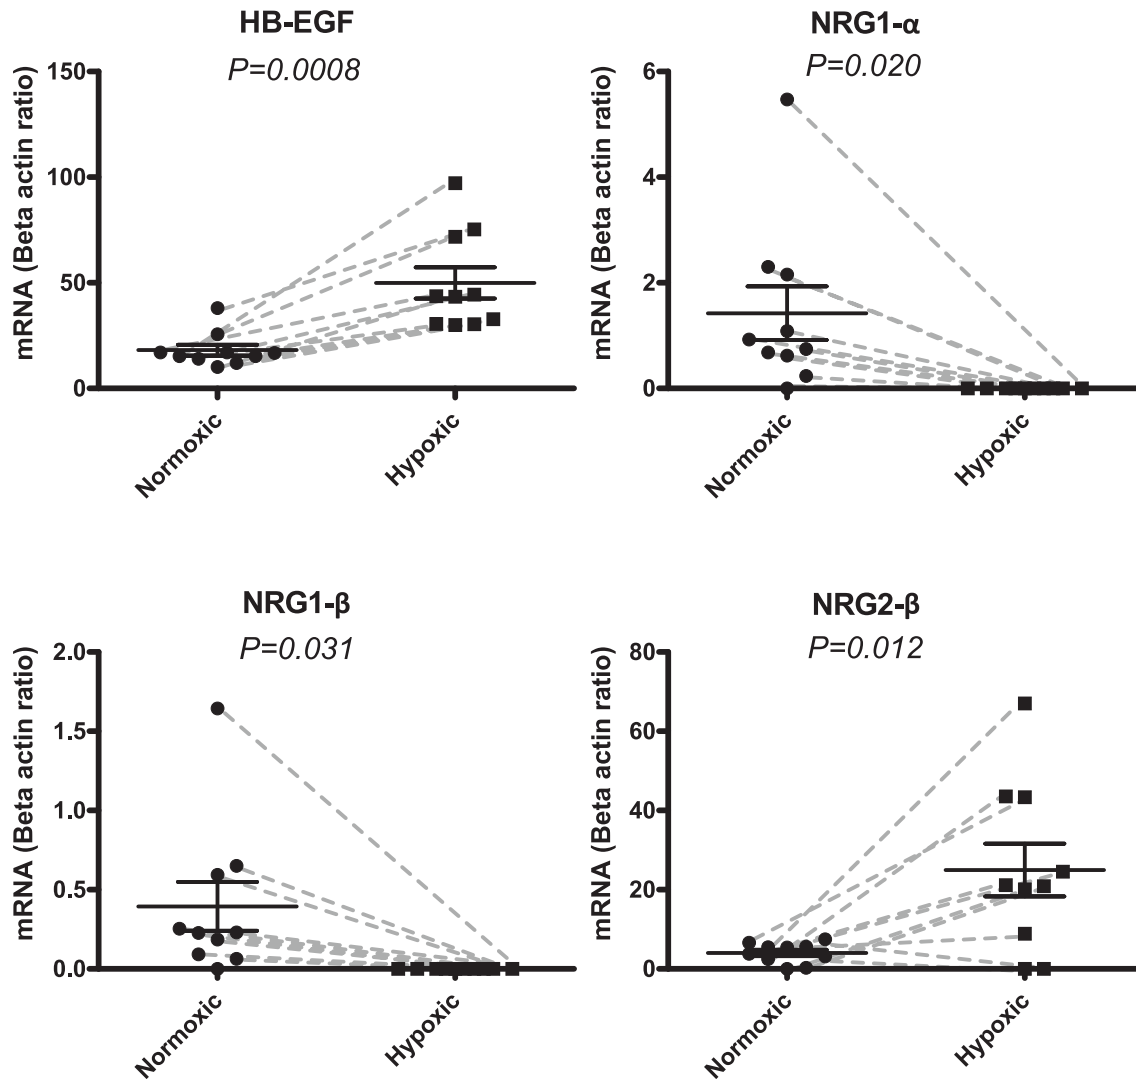 HB-EGF
P=0.0008
mRNA (Beta actin ratio)
150
100
50
0
Normoxic
Hypoxic
NRG1-α
P=0.020
mRNA (Beta actin ratio)
6
4
2
0
Normoxic
Hypoxic
NRG1-β
P=0.031
mRNA (Beta actin ratio)
2.0
1.5
1.0
0.5
0.0
Normoxic
Hypoxic
NRG2-β
P=0.012
mRNA (Beta actin ratio)
80
60
40
20
0
Normoxic
Hypoxic